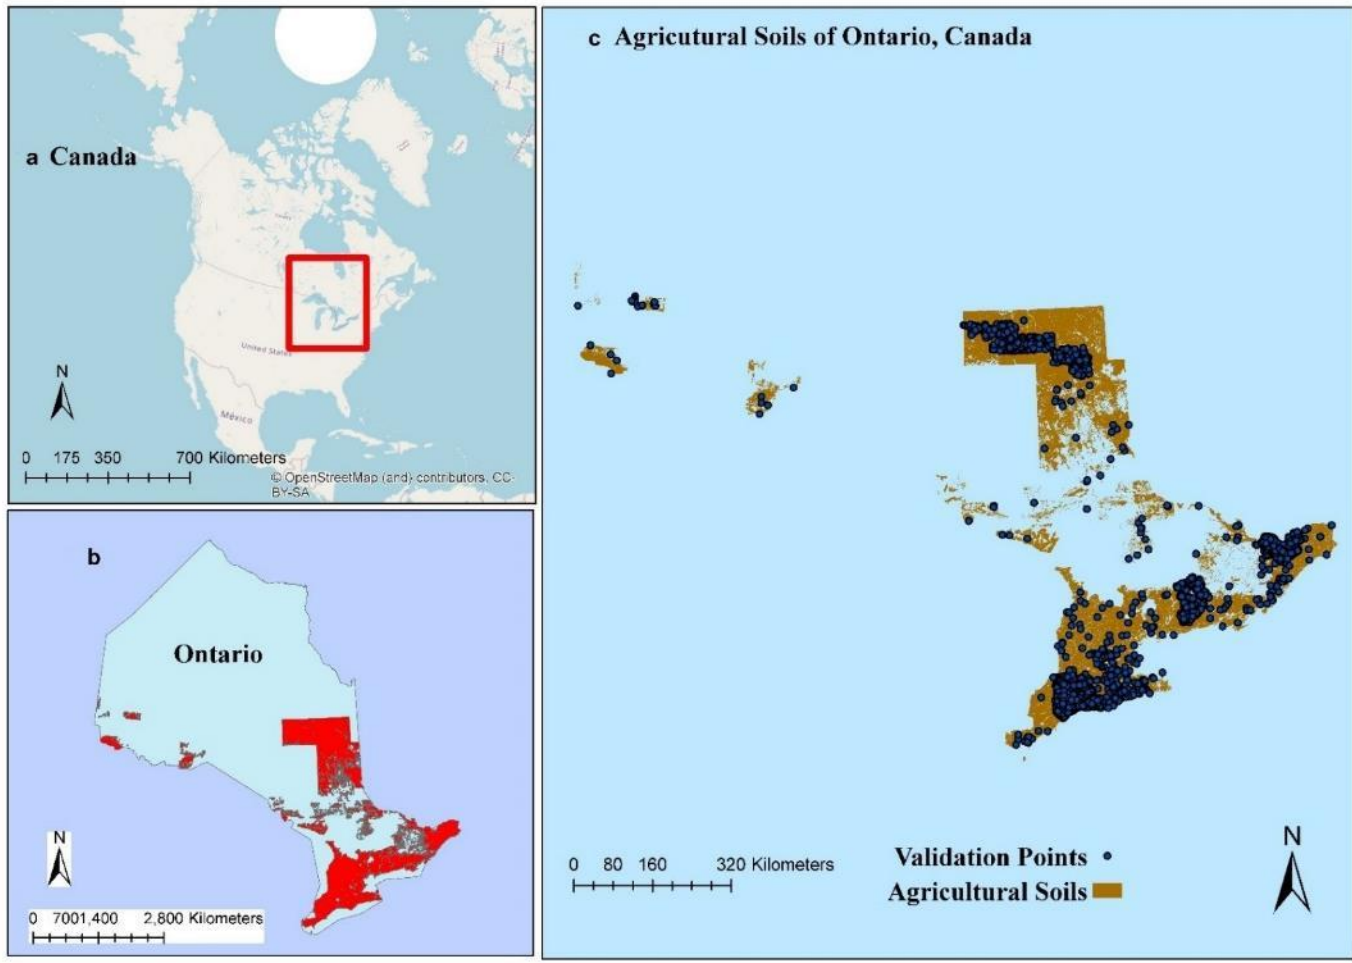 a Canada
United States
México
N
0 175 350 700 Kilometers
© OpenStreetMap (and) contributors, CC-
BY-SA
b
Ontario
N
0 7001,400 2,800 Kilometers
c Agricutural Soils of Ontario, Canada
0 80 160 320 Kilometers
Validation Points
Agricultural Soils
N